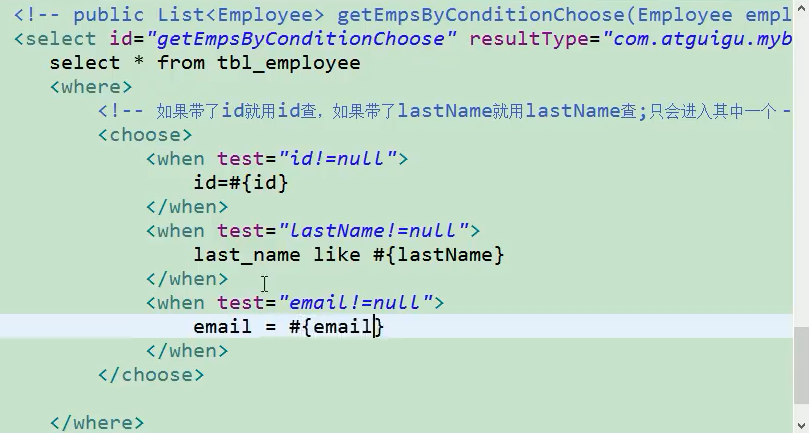 <!-- public List<Employee> getEmpsByConditionChoose(Employee empl
<select id="getEmpsByConditionChoose" resultType="com.atguigu.myb
select * from tbl_employee
<where>
<!-- 如果带了id就用id查，如果带了lastName就用lastName查;只会进入其中一个 -
<choose>
<when test="id!=null">
id=#{id}
</when>
<when test="lastName!=null">
last_name like #{lastName}
</when>
<when test="email!=null">
email = #{email}
</when>
</choose>
</where>